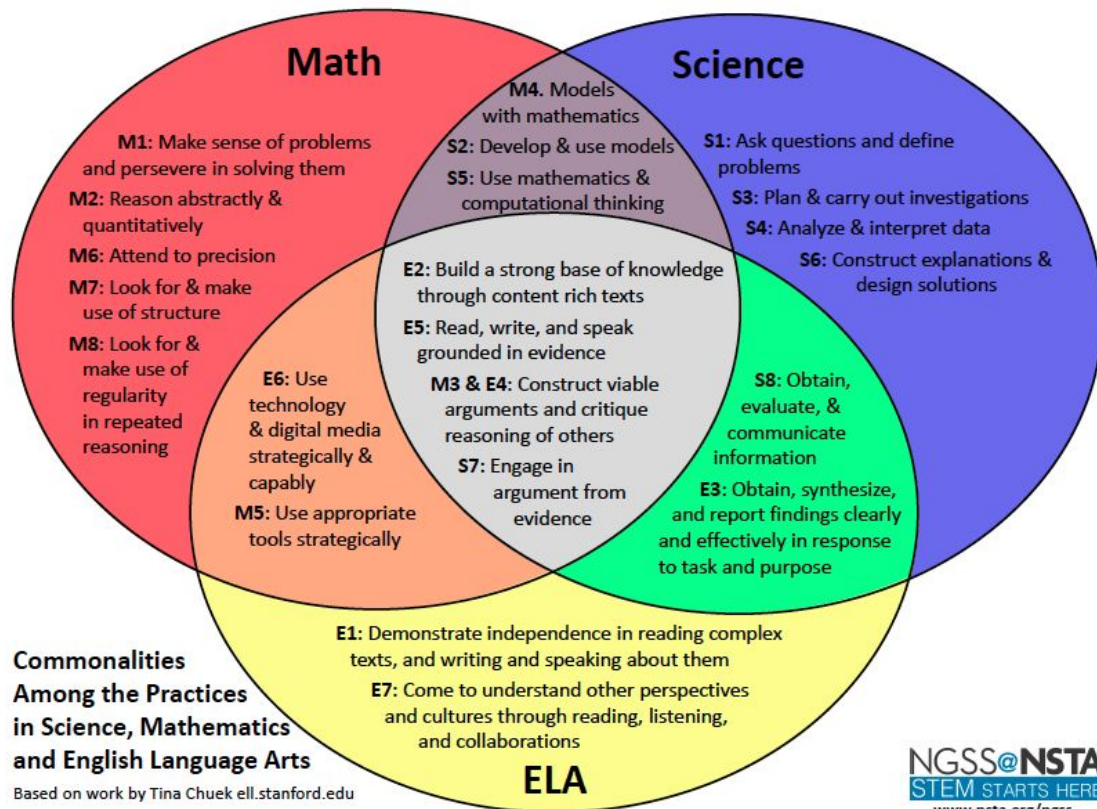 Math
Science
M1: Make sense of problems
and persevere in solving them
M2: Reason abstractly &
quantitatively
M6: Attend to precision
M7: Look for & make
use of structure
M8: Look for &
make use of
regularity
in repeated
reasoning
M4. Models
with mathematics
S2: Develop & use models
S5: Use mathematics &
computational thinking
S1: Ask questions and define
problems
S3: Plan & carry out investigations
S4: Analyze & interpret data
S6: Construct explanations &
design solutions
E2: Build a strong base of knowledge
through content rich texts
E5: Read, write, and speak
grounded in evidence
M3 & E4: Construct viable
arguments and critique
reasoning of others
S7: Engage in
argument from
evidence
E6: Use
technology
& digital media
strategically &
capably
M5: Use appropriate
tools strategically
S8: Obtain,
evaluate, &
communicate
information
E3: Obtain, synthesize,
and report findings clearly
and effectively in response
to task and purpose
E1: Demonstrate independence in reading complex
texts, and writing and speaking about them
E7: Come to understand other perspectives
and cultures through reading, listening,
and collaborations
ELA
Commonalities
Among the Practices
in Science, Mathematics
and English Language Arts
Based on work by Tina Chuek ell.stanford.edu
NGSS@NSTA
STEM STARTS HERE
www.nsta.org/ngss